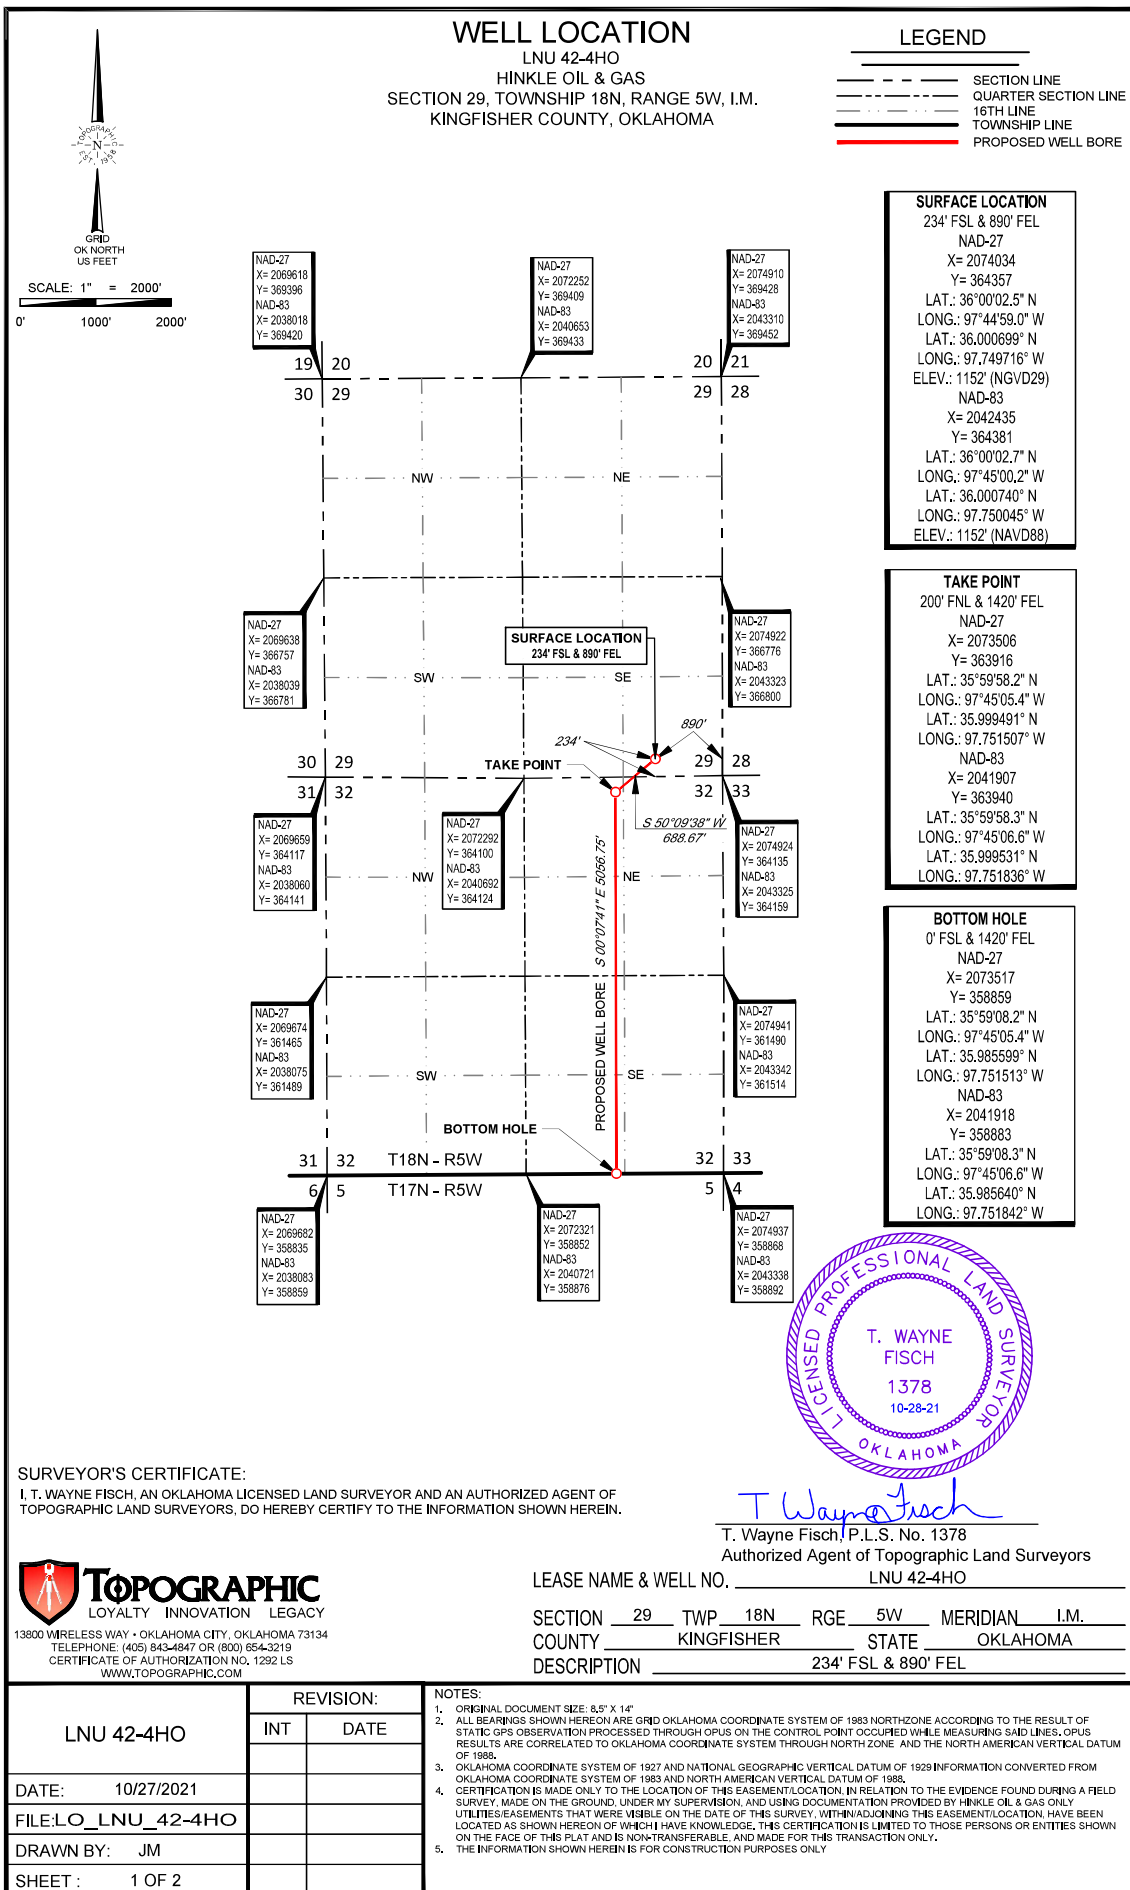 WELL LOCATION
LNU 42-4HO
HINKLE OIL & GAS
SECTION 29, TOWNSHIP 18N, RANGE 5W, I.M.
KINGFISHER COUNTY, OKLAHOMA
LEGEND
SECTION LINE
QUARTER SECTION LINE
16TH LINE
TOWNSHIP LINE
PROPOSED WELL BORE
TOPOGRAPHIC
N
EST. 1958
GRID
OK NORTH
US FEET
SCALE: 1" = 2000'
0' 1000' 2000'
SURFACE LOCATION
234' FSL & 890' FEL
NAD-27
X= 2074034
Y= 364357
LAT.: 36°00'02.5" N
LONG.: 97°44'59.0" W
LAT.: 36.000699° N
LONG.: 97.749716° W
ELEV.: 1152' (NGVD29)
NAD-83
X= 2042435
Y= 364381
LAT.: 36°00'02.7" N
LONG.: 97°45'00.2" W
LAT.: 36.000740° N
LONG.: 97.750045° W
ELEV.: 1152' (NAVD88)
TAKE POINT
200' FNL & 1420' FEL
NAD-27
X= 2073506
Y= 363916
LAT.: 35°59'58.2" N
LONG.: 97°45'05.4" W
LAT.: 35.999491° N
LONG.: 97.751507° W
NAD-83
X= 2041907
Y= 363940
LAT.: 35°59'58.3" N
LONG.: 97°45'06.6" W
LAT.: 35.999531° N
LONG.: 97.751836° W
BOTTOM HOLE
0' FSL & 1420' FEL
NAD-27
X= 2073517
Y= 358859
LAT.: 35°59'08.2" N
LONG.: 97°45'05.4" W
LAT.: 35.985599° N
LONG.: 97.751513° W
NAD-83
X= 2041918
Y= 358883
LAT.: 35°59'08.3" N
LONG.: 97°45'06.6" W
LAT.: 35.985640° N
LONG.: 97.751842° W
NAD-27
X= 2069618
Y= 369396
NAD-83
X= 2038018
Y= 369420
NAD-27
X= 2072252
Y= 369409
NAD-83
X= 2040653
Y= 369433
NAD-27
X= 2074910
Y= 369428
NAD-83
X= 2043310
Y= 369452
19 20
30 29
20 21
29 28
NW NE
NAD-27
X= 2069638
Y= 366757
NAD-83
X= 2038039
Y= 366781
SURFACE LOCATION
234' FSL & 890' FEL
NAD-27
X= 2074922
Y= 366776
NAD-83
X= 2043323
Y= 366800
SW SE
890'
234'
TAKE POINT
30 29
31 32
29 28
32 33
S 50°09'38" W
688.67'
NAD-27
X= 2069659
Y= 364117
NAD-83
X= 2038060
Y= 364141
NAD-27
X= 2072292
Y= 364100
NAD-83
X= 2040692
Y= 364124
NAD-27
X= 2074924
Y= 364135
NAD-83
X= 2043325
Y= 364159
NW NE
PROPOSED WELL BORE S 00°07'41" E 5056.75'
NAD-27
X= 2069674
Y= 361465
NAD-83
X= 2038075
Y= 361489
NAD-27
X= 2074941
Y= 361490
NAD-83
X= 2043342
Y= 361514
SW SE
BOTTOM HOLE
31 32 T18N - R5W 32 33
6 5 T17N - R5W 5 4
NAD-27
X= 2069682
Y= 358835
NAD-83
X= 2038083
Y= 358859
NAD-27
X= 2072321
Y= 358852
NAD-83
X= 2040721
Y= 358876
NAD-27
X= 2074937
Y= 358868
NAD-83
X= 2043338
Y= 358892
LICENSED PROFESSIONAL LAND SURVEYOR
T. WAYNE
FISCH
1378
10-28-21
OKLAHOMA
SURVEYOR'S CERTIFICATE:
I, T. WAYNE FISCH, AN OKLAHOMA LICENSED LAND SURVEYOR AND AN AUTHORIZED AGENT OF
TOPOGRAPHIC LAND SURVEYORS, DO HEREBY CERTIFY TO THE INFORMATION SHOWN HEREIN.
T Wayne Fisch
T. Wayne Fisch, P.L.S. No. 1378
Authorized Agent of Topographic Land Surveyors
TOPOGRAPHIC
LOYALTY INNOVATION LEGACY
13800 WIRELESS WAY • OKLAHOMA CITY, OKLAHOMA 73134
TELEPHONE: (405) 843-4847 OR (800) 654-3219
CERTIFICATE OF AUTHORIZATION NO. 1292 LS
WWW.TOPOGRAPHIC.COM
LEASE NAME & WELL NO. LNU 42-4HO
SECTION 29 TWP 18N RGE 5W MERIDIAN I.M.
COUNTY KINGFISHER STATE OKLAHOMA
DESCRIPTION 234' FSL & 890' FEL
LNU 42-4HO
REVISION:
INT DATE
DATE: 10/27/2021
FILE:LO_LNU_42-4HO
DRAWN BY: JM
SHEET : 1 OF 2
NOTES:
1. ORIGINAL DOCUMENT SIZE: 8.5" X 14"
2. ALL BEARINGS SHOWN HEREON ARE GRID OKLAHOMA COORDINATE SYSTEM OF 1983 NORTHZONE ACCORDING TO THE RESULT OF
STATIC GPS OBSERVATION PROCESSED THROUGH OPUS ON THE CONTROL POINT OCCUPIED WHILE MEASURING SAID LINES. OPUS
RESULTS ARE CORRELATED TO OKLAHOMA COORDINATE SYSTEM THROUGH NORTH ZONE AND THE NORTH AMERICAN VERTICAL DATUM
OF 1988.
3. OKLAHOMA COORDINATE SYSTEM OF 1927 AND NATIONAL GEOGRAPHIC VERTICAL DATUM OF 1929 INFORMATION CONVERTED FROM
OKLAHOMA COORDINATE SYSTEM OF 1983 AND NORTH AMERICAN VERTICAL DATUM OF 1988.
4. CERTIFICATION IS MADE ONLY TO THE LOCATION OF THIS EASEMENT/LOCATION, IN RELATION TO THE EVIDENCE FOUND DURING A FIELD
SURVEY, MADE ON THE GROUND, UNDER MY SUPERVISION, AND USING DOCUMENTATION PROVIDED BY HINKLE OIL & GAS ONLY
UTILITIES/EASEMENTS THAT WERE VISIBLE ON THE DATE OF THIS SURVEY, WITHIN/ADJOINING THIS EASEMENT/LOCATION, HAVE BEEN
LOCATED AS SHOWN HEREON OF WHICH I HAVE KNOWLEDGE. THIS CERTIFICATION IS LIMITED TO THOSE PERSONS OR ENTITIES SHOWN
ON THE FACE OF THIS PLAT AND IS NON-TRANSFERABLE, AND MADE FOR THIS TRANSACTION ONLY.
5. THE INFORMATION SHOWN HEREIN IS FOR CONSTRUCTION PURPOSES ONLY